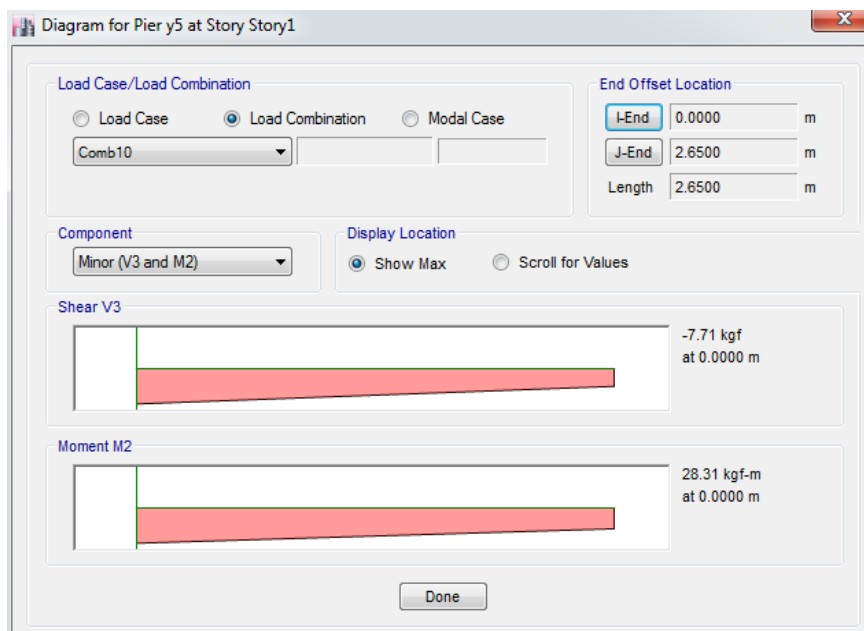 Diagram for Pier y5 at Story Story1
Load Case/Load Combination
Load Case Load Combination Modal Case
Comb10
End Offset Location
I-End 0.0000 m
J-End 2.6500 m
Length 2.6500 m
Component
Minor (V3 and M2)
Display Location
Show Max Scroll for Values
Shear V3
-7.71 kgf
at 0.0000 m
Moment M2
28.31 kgf-m
at 0.0000 m
Done